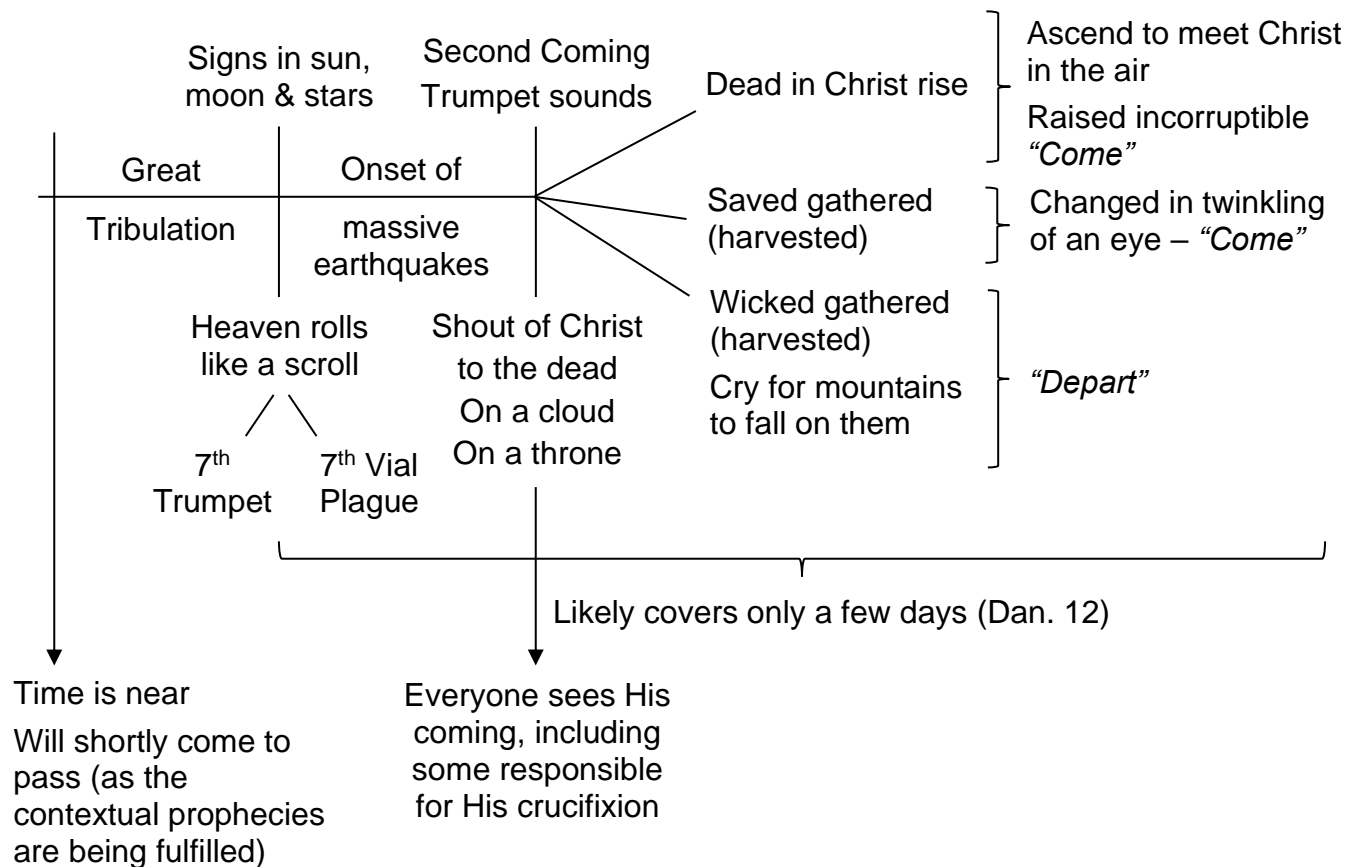 Signs in sun,
moon & stars
Second Coming
Trumpet sounds
Dead in Christ rise
Ascend to meet Christ
in the air
Raised incorruptible
“Come”
Great
Tribulation
Onset of
massive
earthquakes
Saved gathered
(harvested)
Changed in twinkling
of an eye – “Come”
Wicked gathered
(harvested)
Cry for mountains
to fall on them
“Depart”
Heaven rolls
like a scroll
7th
Trumpet
7th Vial
Plague
Shout of Christ
to the dead
On a cloud
On a throne
Likely covers only a few days (Dan. 12)
Time is near
Will shortly come to
pass (as the
contextual prophecies
are being fulfilled)
Everyone sees His
coming, including
some responsible
for His crucifixion